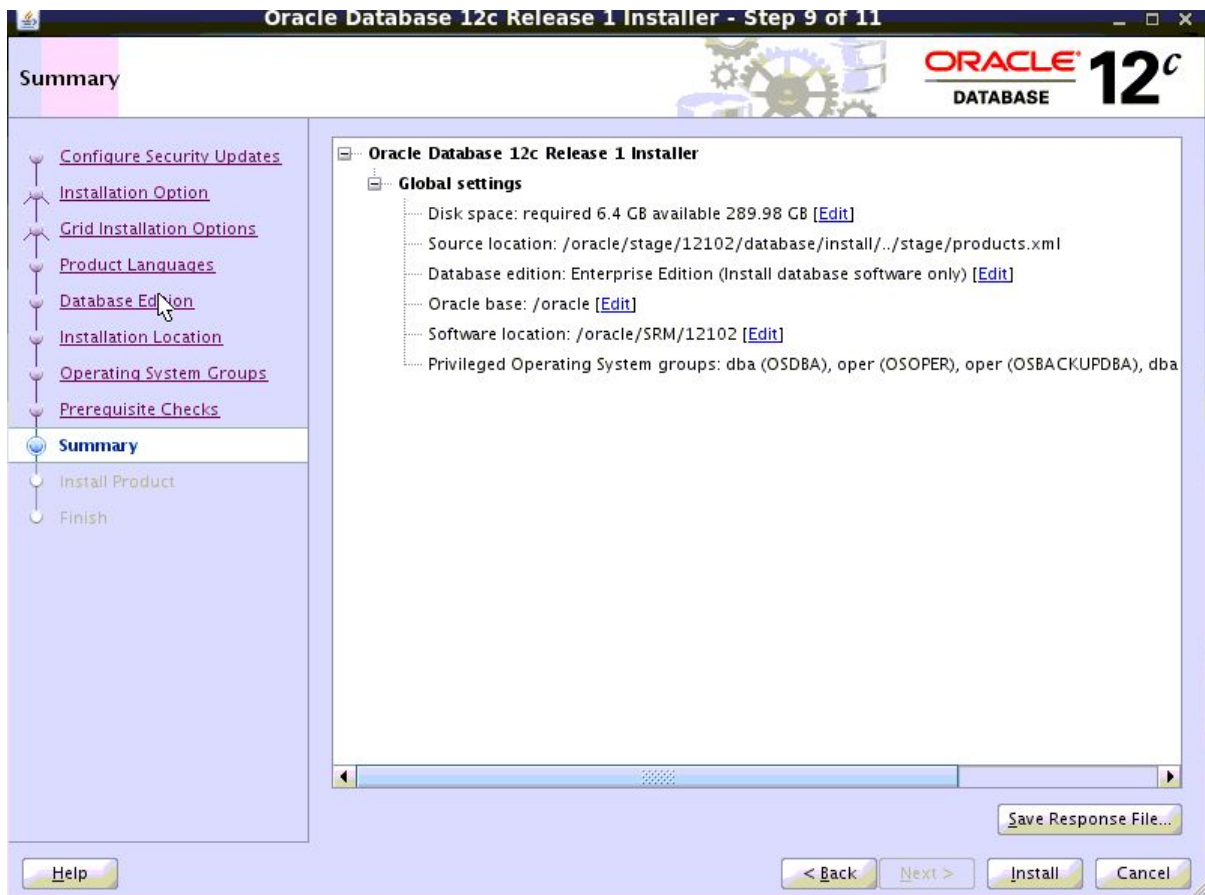 Oracle Database 12c Release 1 Installer - Step 9 of 11
Summary
ORACLE
DATABASE
12c
Configure Security Updates
Installation Option
Grid Installation Options
Product Languages
Database Edition
Installation Location
Operating System Groups
Prerequisite Checks
Summary
Install Product
Finish
Oracle Database 12c Release 1 Installer
Global settings
Disk space: required 6.4 GB available 289.98 GB [Edit]
Source location: /oracle/stage/12102/database/install/../stage/products.xml
Database edition: Enterprise Edition (Install database software only) [Edit]
Oracle base: /oracle [Edit]
Software location: /oracle/SRM/12102 [Edit]
Privileged Operating System groups: dba (OSDBA), oper (OSOPER), oper (OSBACKUPDBA), dba
Save Response File...
Help
< Back
Next >
Install
Cancel